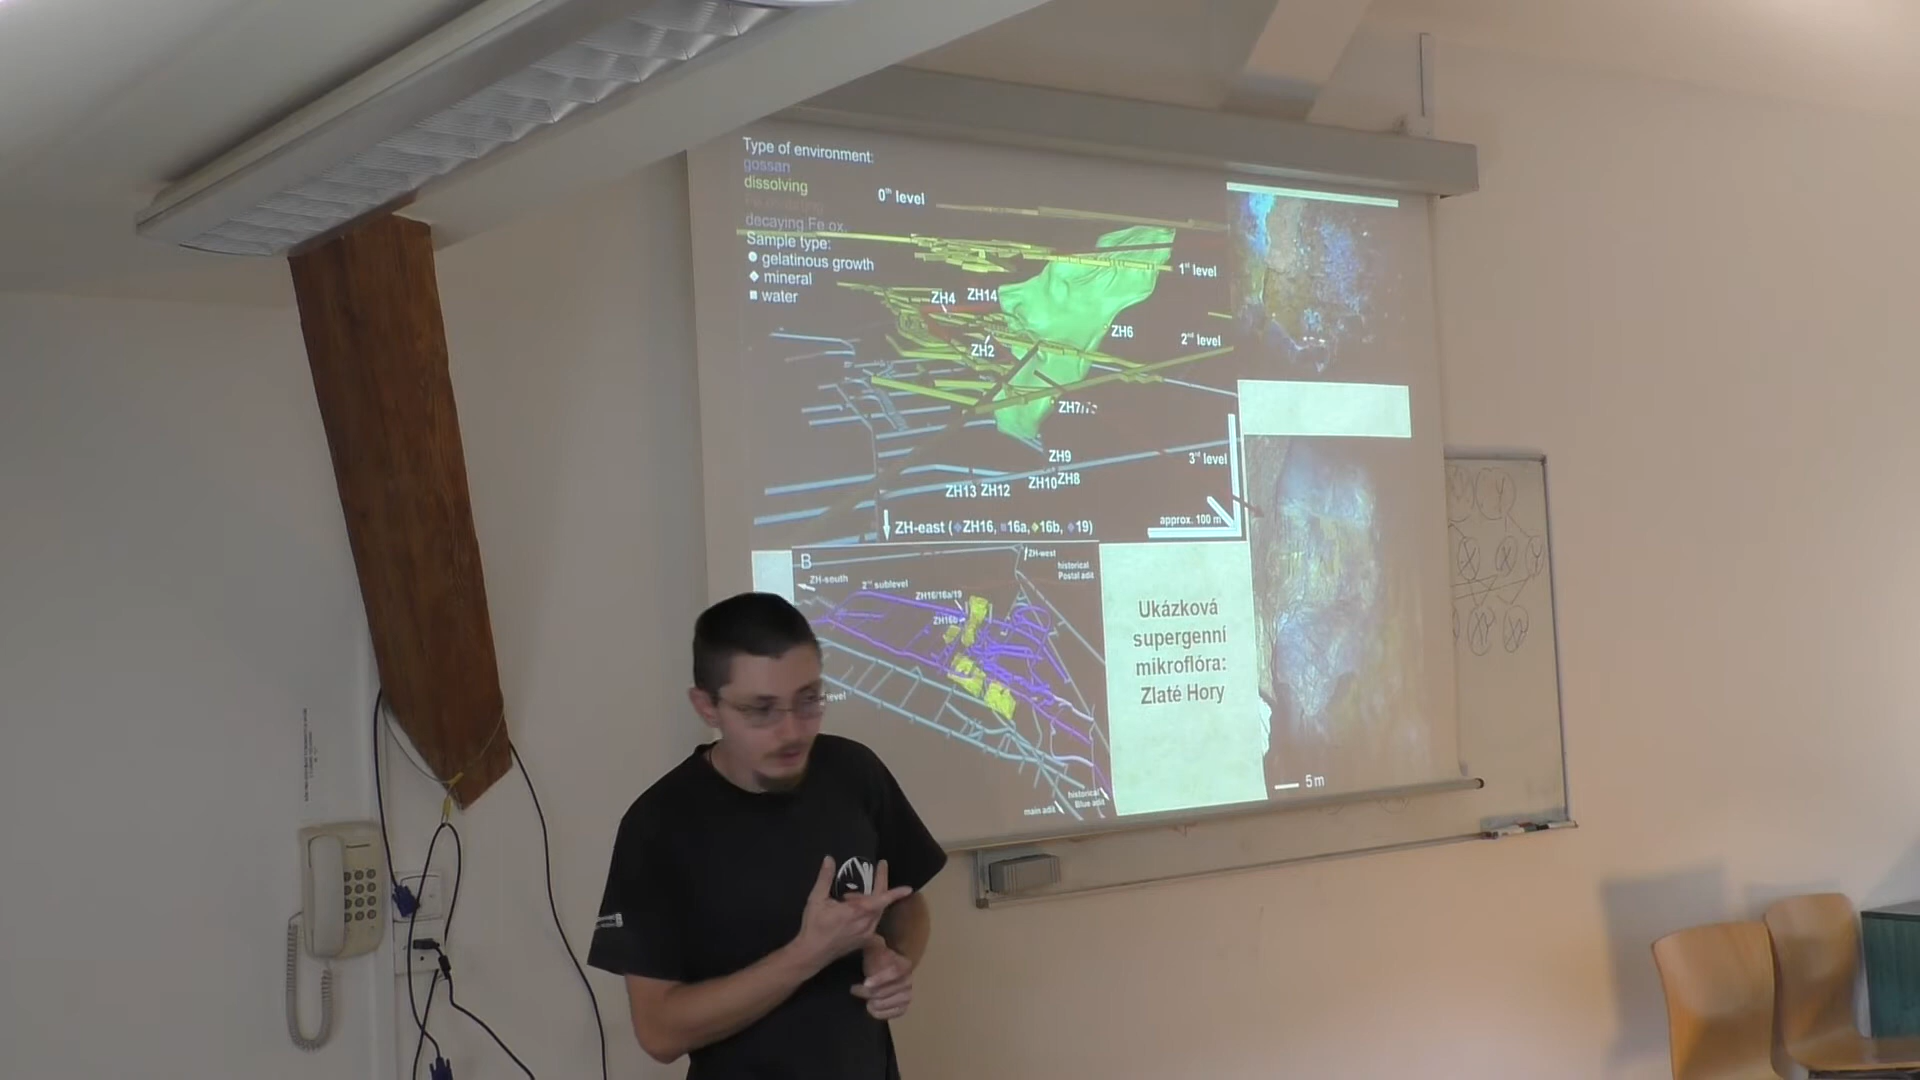 Type of environment:
gossan
dissolving
decaying Fe ox.
Sample type:
gelatinous growth
mineral
water
0th level
1st level
ZH4 ZH14
ZH6
2nd level
ZH2
ZH9
3rd level
ZH13 ZH12 ZH10 ZH8
approx. 100 m
ZH-east (ZH16, 16a, 16b, 19)
B
ZH-west
historical
Postal adit
ZH-south
2nd sublevel
ZH16/16a/19
ZH16b
level
historical
Blue adit
main adit
Ukázková
supergenní
mikroflóra:
Zlaté Hory
5 m